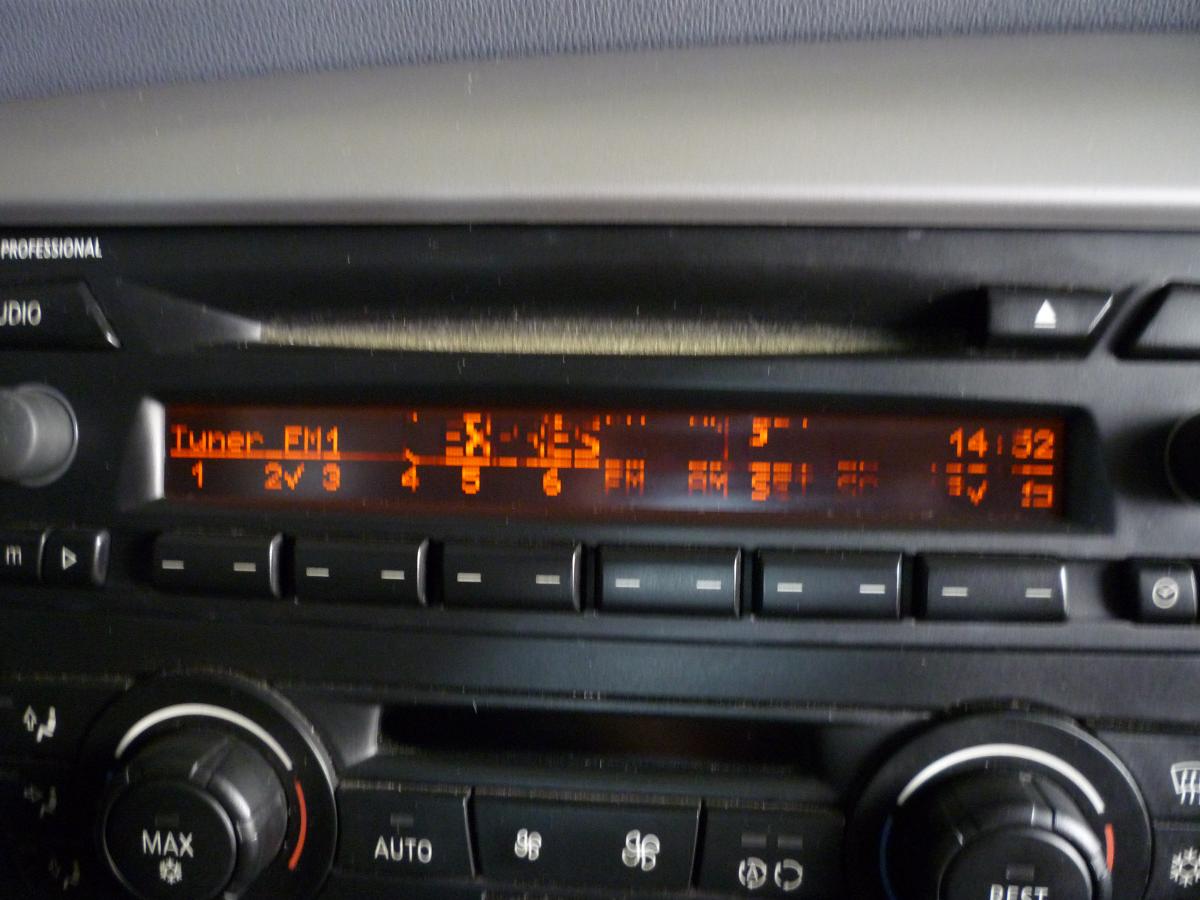 PROFESSIONAL
UDIO
Tuner FM1
14:52
1 2√ 3 4 5 6 FM AM
m
MAX
AUTO
A
REST